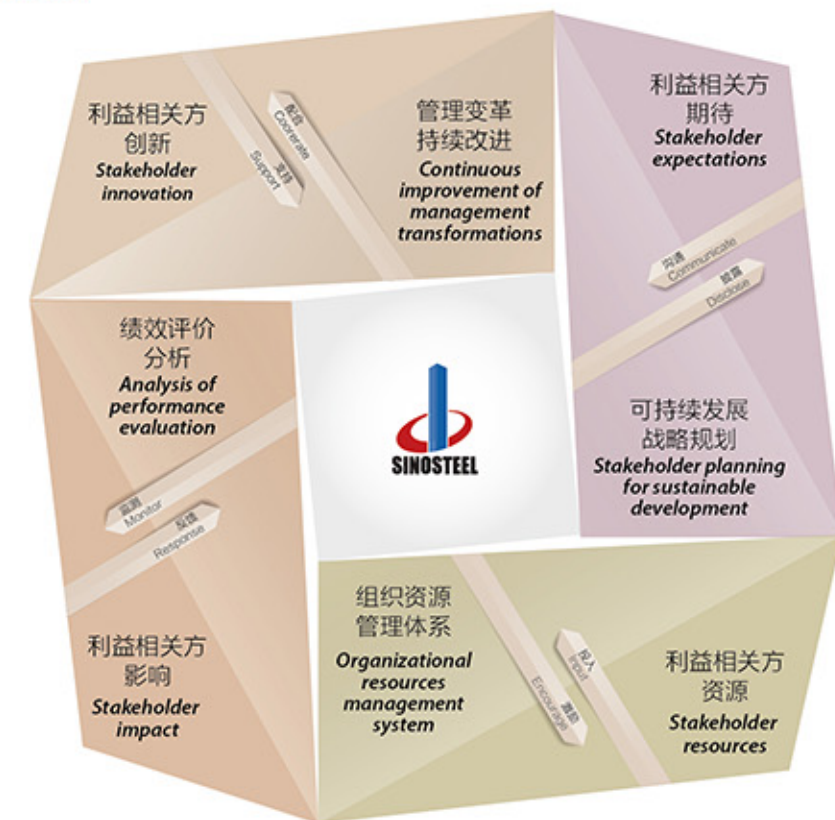 利益相关方
创新
Stakeholder
innovation
配合
Coorerate
支持
Support
管理变革
持续改进
Continuous
improvement of
management
transformations
利益相关方
期待
Stakeholder
expectations
沟通
Communicate
披露
Disclose
可持续发展
战略规划
Stakeholder planning
for sustainable
development
绩效评价
分析
Analysis of
performance
evaluation
监测
Monitor
反馈
Response
利益相关方
影响
Stakeholder
impact
SINOSTEEL
组织资源
管理体系
Organizational
resources
management
system
投入
Input
激励
Encourage
利益相关方
资源
Stakeholder
resources